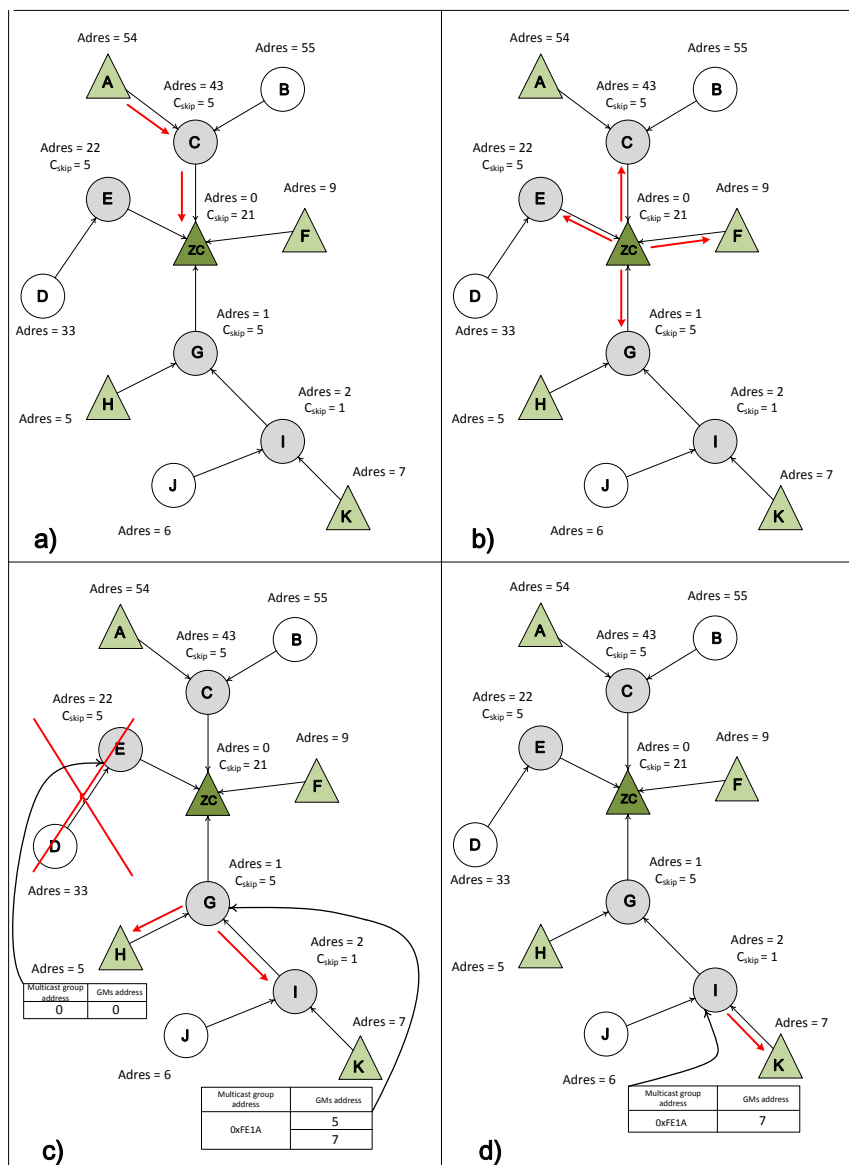 Adres = 54
A
Adres = 55
B
Adres = 43
Cskip = 5
C
Adres = 22
Cskip = 5
E
Adres = 0
Cskip = 21
ZC
Adres = 9
F
D
Adres = 33
Adres = 1
Cskip = 5
G
H
Adres = 5
Adres = 2
Cskip = 1
I
J
Adres = 7
K
Adres = 6
a)
Adres = 54
A
Adres = 55
B
Adres = 43
Cskip = 5
C
Adres = 22
Cskip = 5
E
Adres = 0
Cskip = 21
ZC
Adres = 9
F
D
Adres = 33
Adres = 1
Cskip = 5
G
H
Adres = 5
Adres = 2
Cskip = 1
I
J
Adres = 7
K
Adres = 6
b)
Adres = 54
A
Adres = 55
B
Adres = 43
Cskip = 5
C
Adres = 22
Cskip = 5
E
Adres = 0
Cskip = 21
ZC
Adres = 9
F
D
Adres = 33
Adres = 1
Cskip = 5
G
H
Adres = 5
Multicast group address GMs address
0 0
Adres = 2
Cskip = 1
I
J
Adres = 7
K
Adres = 6
Multicast group address GMs address
0xFE1A 5
7
c)
Adres = 54
A
Adres = 55
B
Adres = 43
Cskip = 5
C
Adres = 22
Cskip = 5
E
Adres = 0
Cskip = 21
ZC
Adres = 9
F
D
Adres = 33
Adres = 1
Cskip = 5
G
H
Adres = 5
Adres = 2
Cskip = 1
I
J
Adres = 7
K
Adres = 6
Multicast group address GMs address
0xFE1A 7
d)